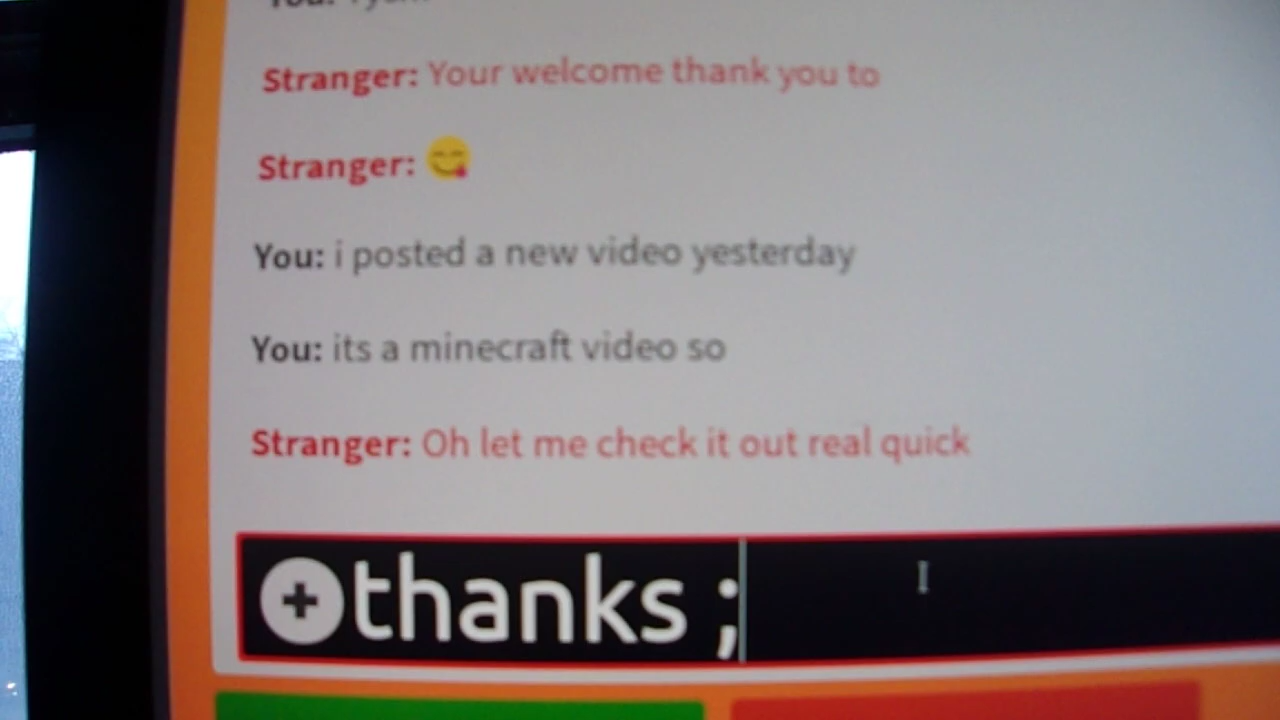 You:
Stranger: Your welcome thank you to
Stranger: 😋
You: i posted a new video yesterday
You: its a minecraft video so
Stranger: Oh let me check it out real quick
thanks ;